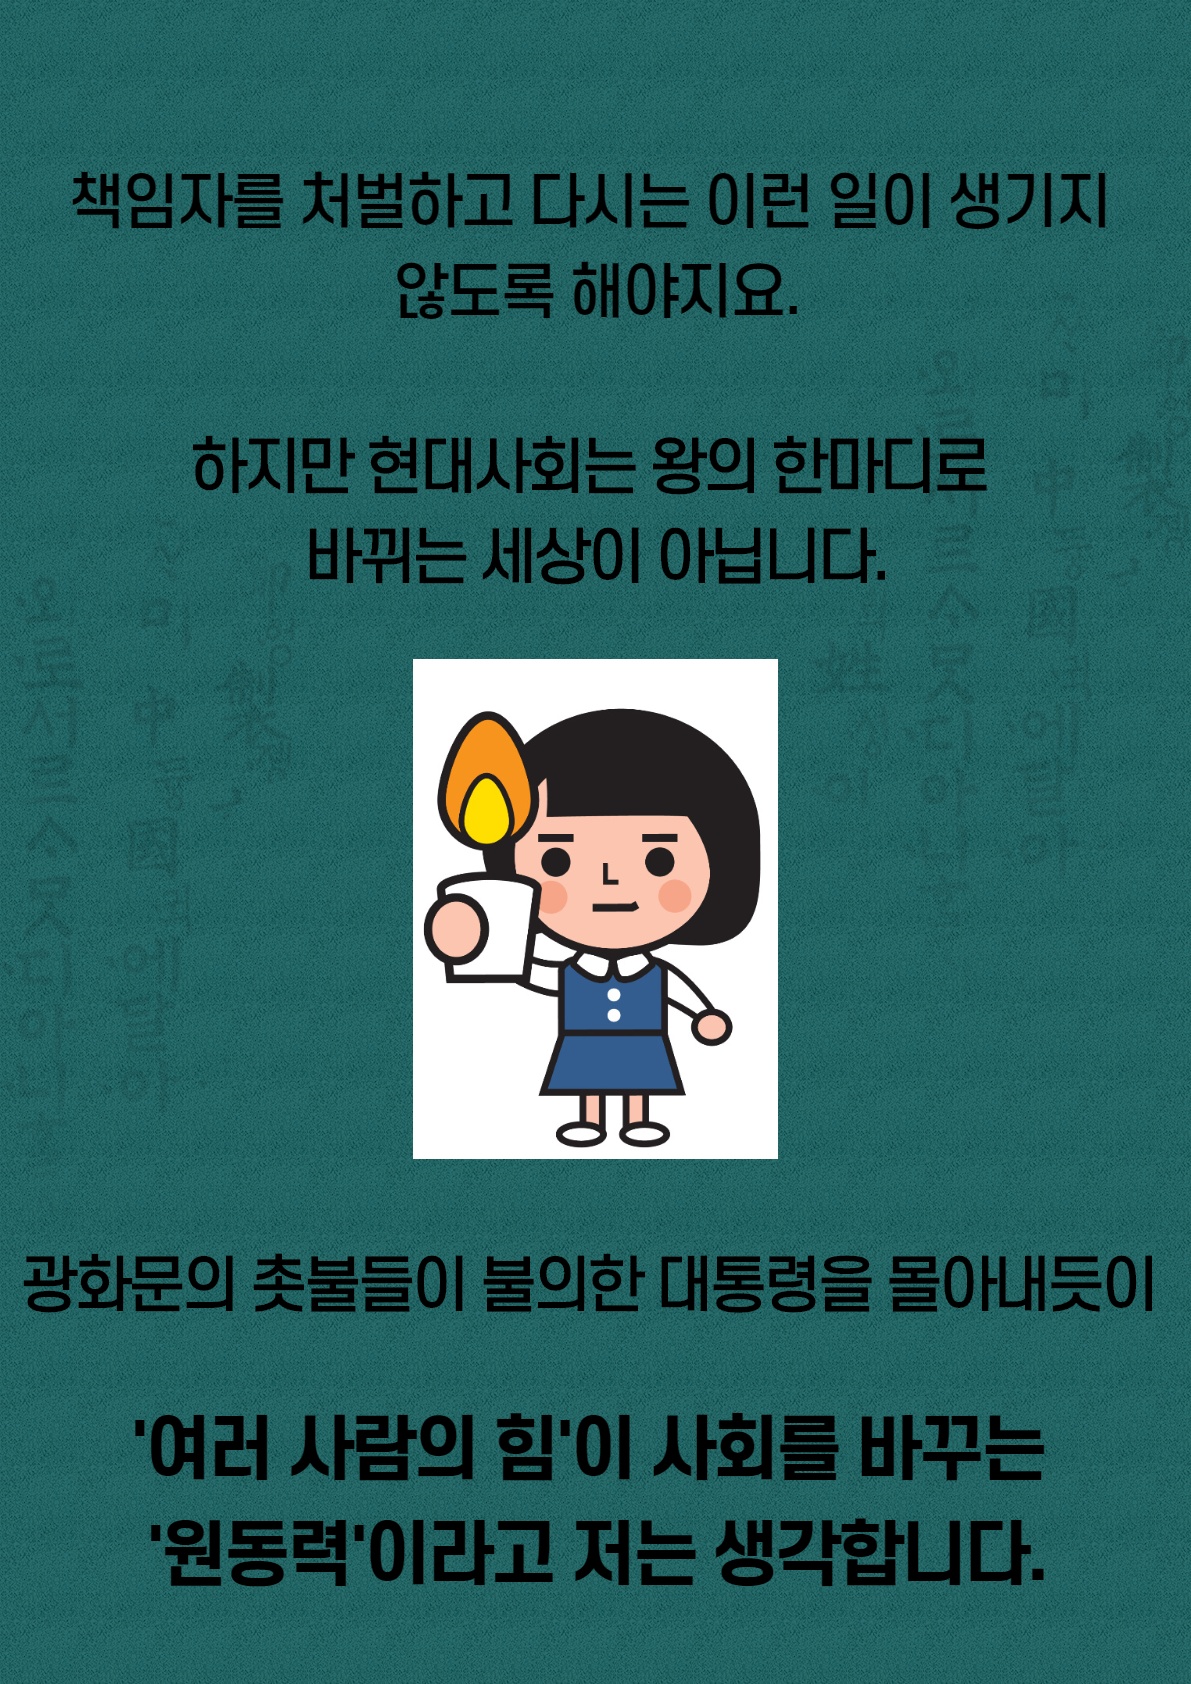 책임자를 처벌하고 다시는 이런 일이 생기지
않도록 해야지요.
하지만 현대사회는 왕의 한마디로
바뀌는 세상이 아닙니다.
광화문의 촛불들이 불의한 대통령을 몰아내듯이
'여러 사람의 힘'이 사회를 바꾸는
'원동력'이라고 저는 생각합니다.